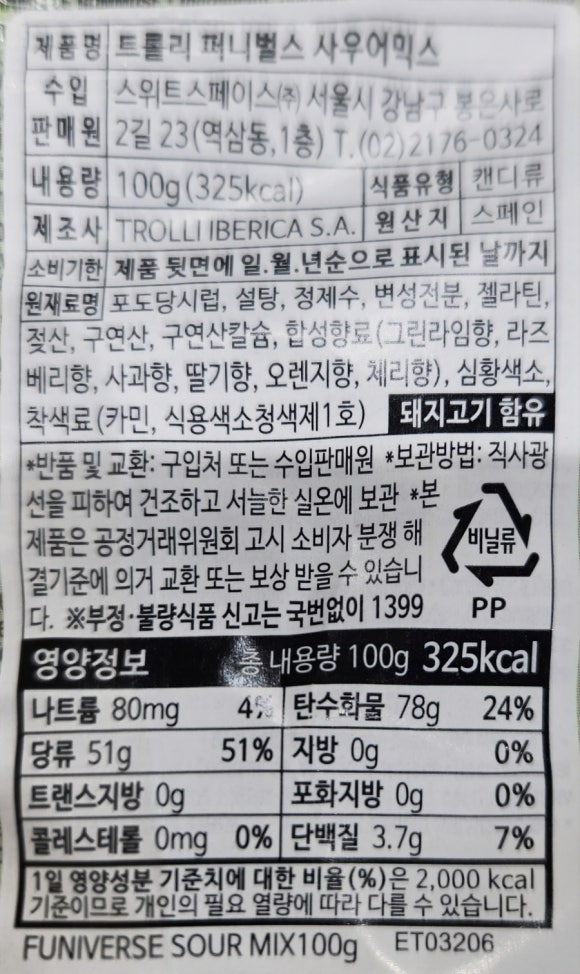 제품명 트롤리 퍼니벌스 사우어믹스
수입 스위트스페이스㈜ 서울시 강남구 봉은사로
판매원 2길 23(역삼동,1층) T.(02)2176-0324
내용량 100g(325kcal) 식품유형 캔디류
제조사 TROLLI IBERICA S.A. 원산지 스페인
소비기한 제품 뒷면에 일.월.년순으로 표시된 날까지
원재료명 포도당시럽, 설탕, 정제수, 변성전분, 젤라틴,
젖산, 구연산, 구연산칼슘, 합성향료(그린라임향, 라즈
베리향, 사과향, 딸기향, 오렌지향, 체리향), 심황색소,
착색료(카민, 식용색소청색제1호) 돼지고기 함유
*반품 및 교환: 구입처 또는 수입판매원 *보관방법: 직사광
선을 피하여 건조하고 서늘한 실온에 보관 *본
제품은 공정거래위원회 고시 소비자 분쟁 해
결기준에 의거 교환 또는 보상 받을 수 있습니
다. ※부정·불량식품 신고는 국번없이 1399
비닐류
PP
영양정보 총 내용량 100g 325kcal
나트륨 80mg 4% 탄수화물 78g 24%
당류 51g 51% 지방 0g 0%
트랜스지방 0g 포화지방 0g 0%
콜레스테롤 0mg 0% 단백질 3.7g 7%
1일 영양성분 기준치에 대한 비율(%)은 2,000 kcal
기준이므로 개인의 필요 열량에 따라 다를 수 있습니다.
FUNIVERSE SOUR MIX100g ET03206